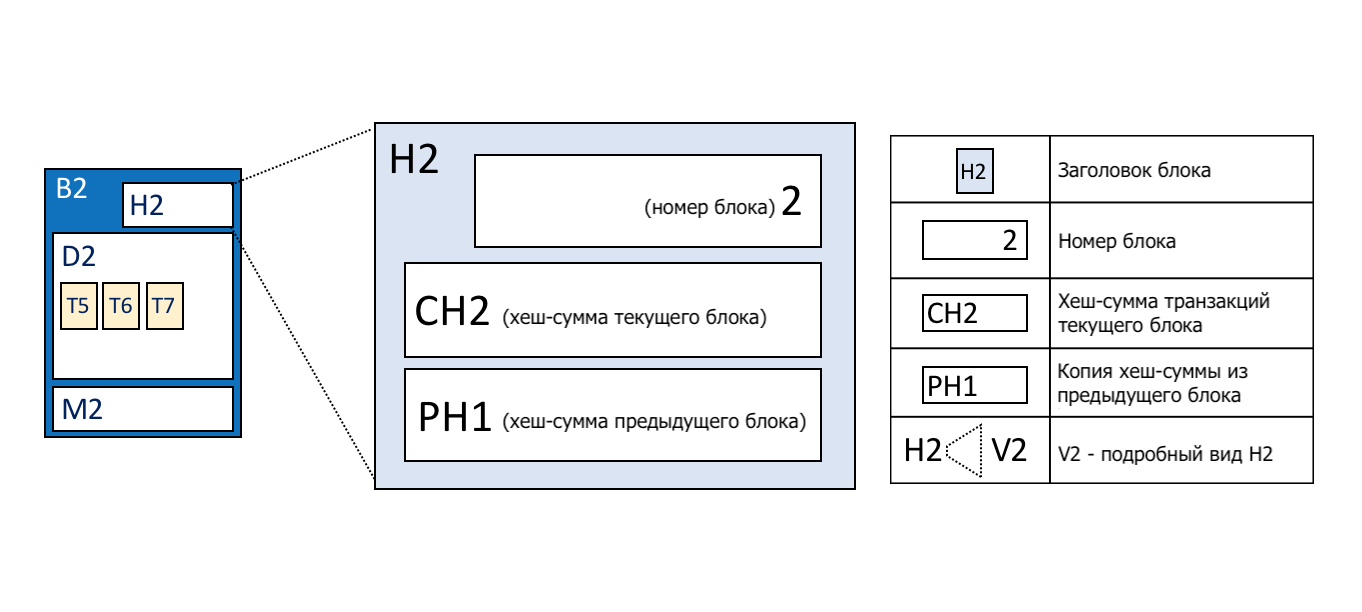 B2
H2
D2
T5 T6 T7
M2
H2
(номер блока) 2
CH2 (хеш-сумма текущего блока)
PH1 (хеш-сумма предыдущего блока)
H2 Заголовок блока
2 Номер блока
CH2 Хеш-сумма транзакций
текущего блока
PH1 Копия хеш-суммы из
предыдущего блока
H2 V2 V2 - подробный вид H2